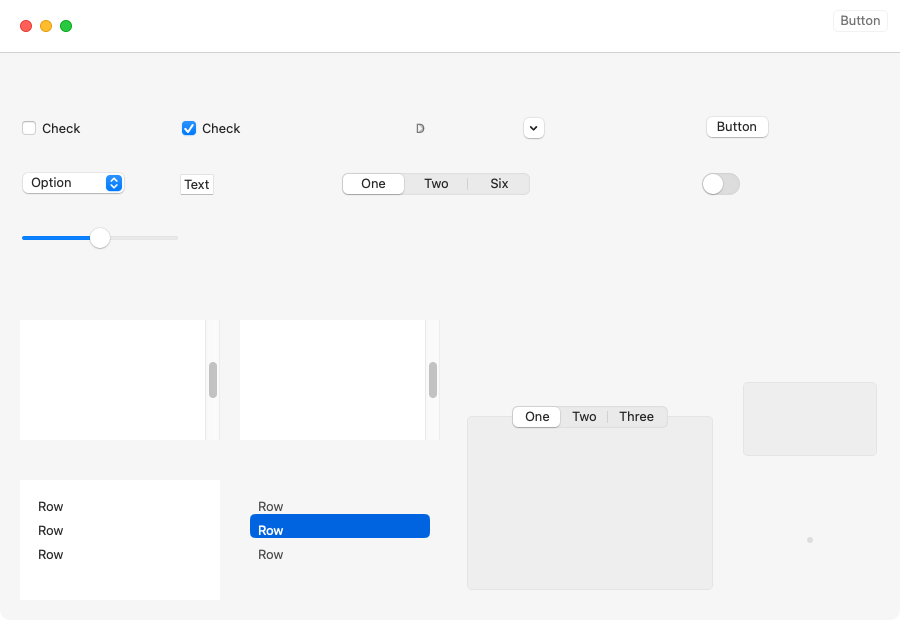 Button
Check
Check
D
Button
Option
Text
One Two Six
One Two Three
Row
Row
Row
Row
Row
Row